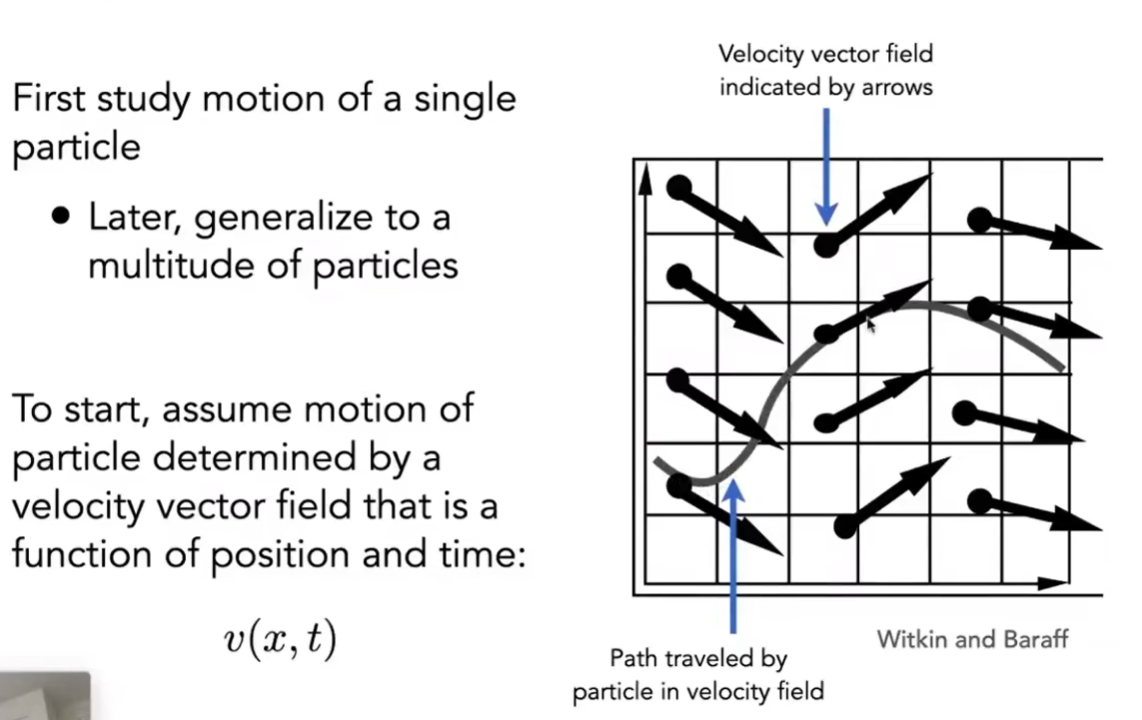 First study motion of a single
particle
● Later, generalize to a
multitude of particles
To start, assume motion of
particle determined by a
velocity vector field that is a
function of position and time:
v(x, t)
Velocity vector field
indicated by arrows
Witkin and Baraff
Path traveled by
particle in velocity field